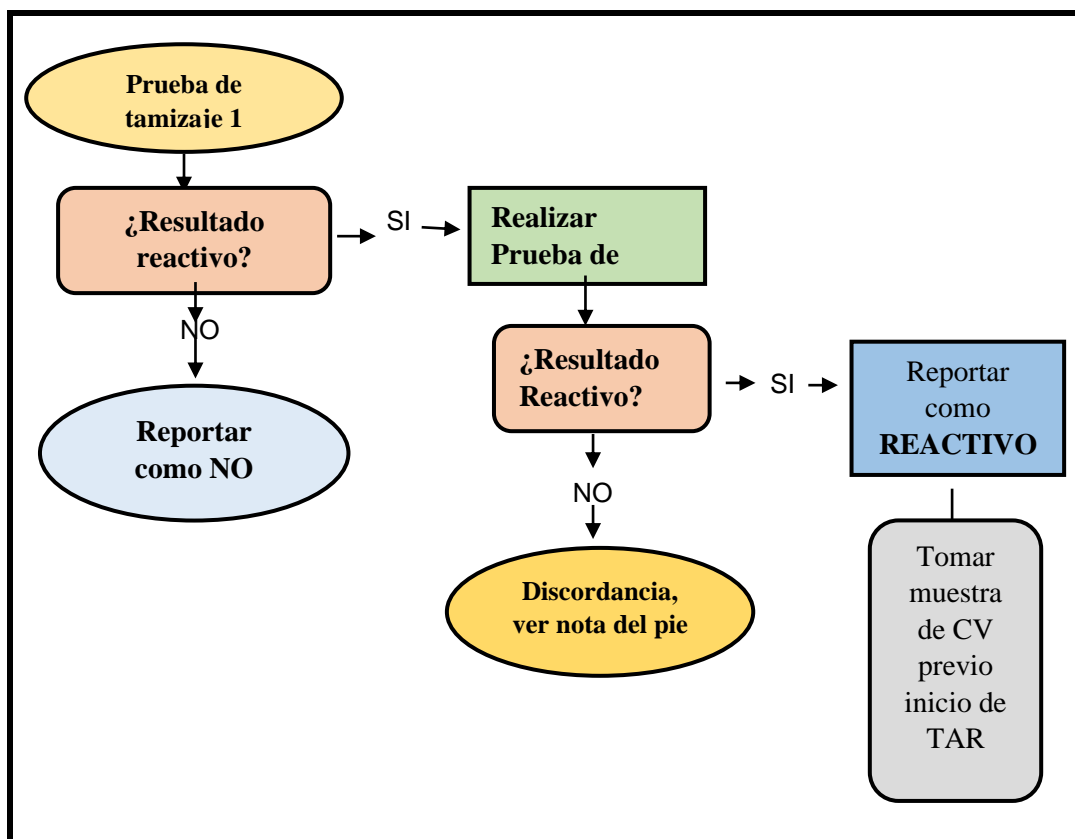 Prueba de
tamizaje 1
¿Resultado
reactivo?
SI
Realizar
Prueba de
NO
Reportar
como NO
¿Resultado
Reactivo?
SI
Reportar
como
REACTIVO
NO
Discordancia,
ver nota del pie
Tomar
muestra
de CV
previo
inicio de
TAR